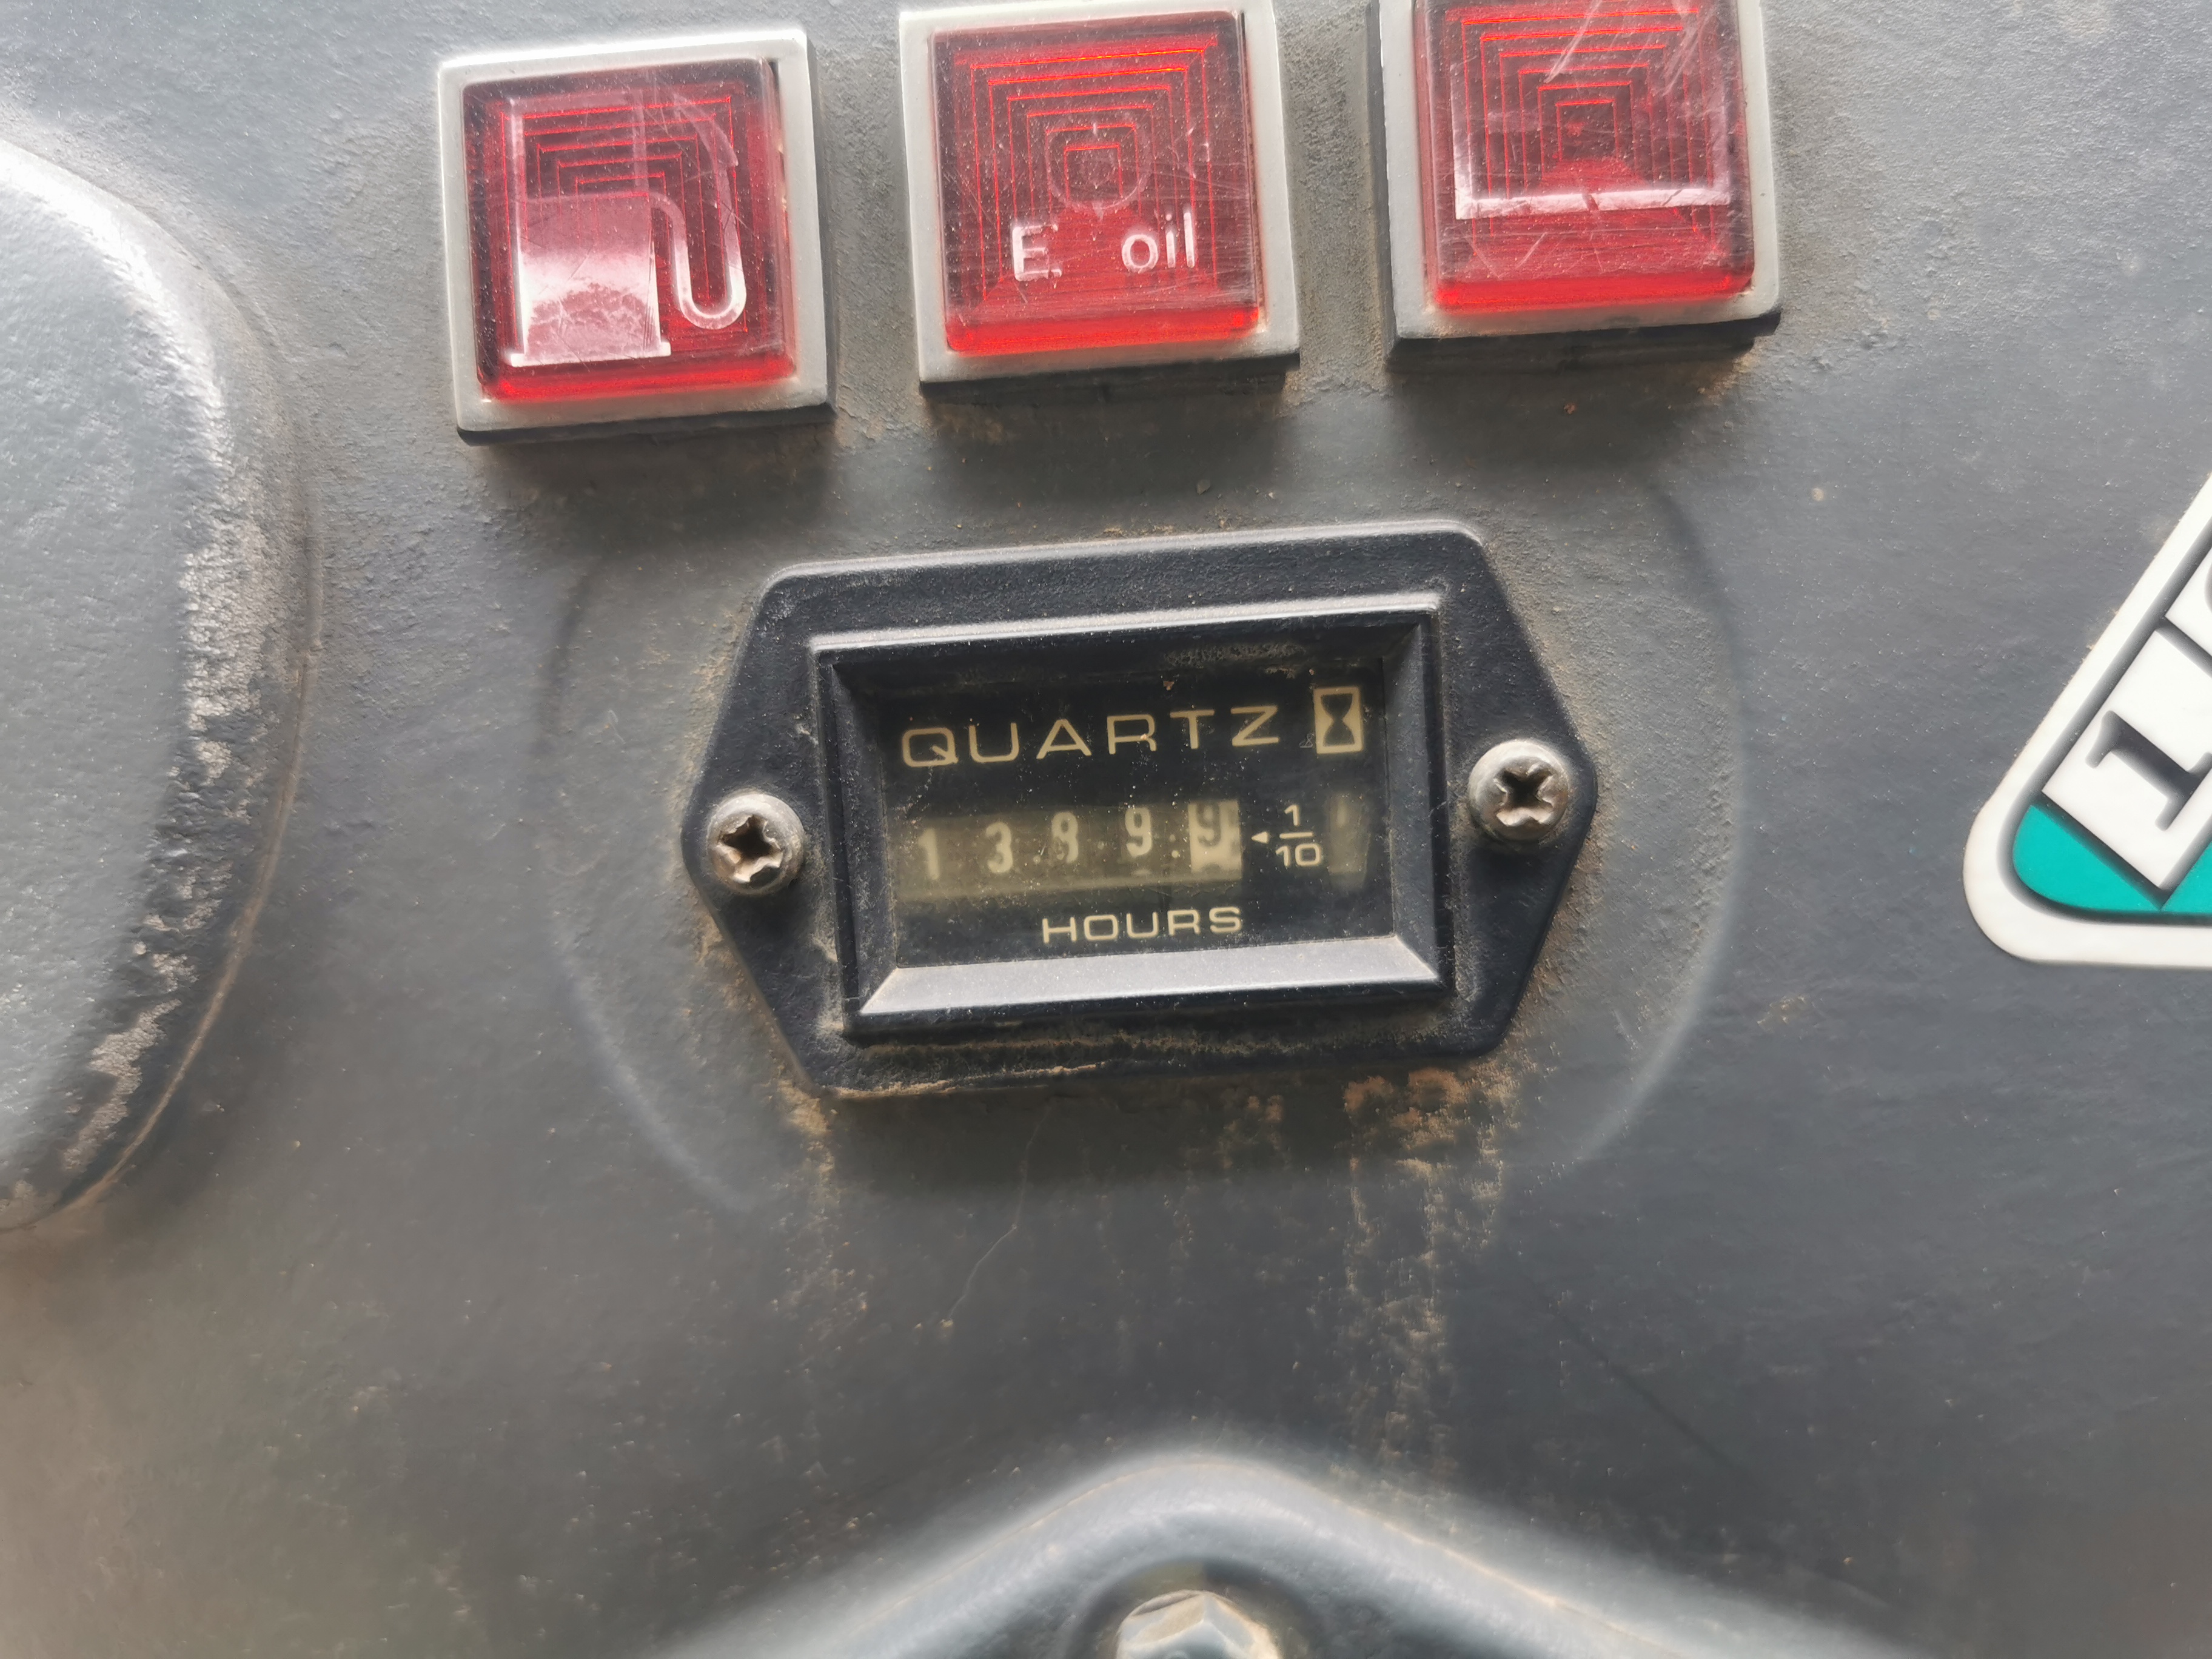 E. oil
QUARTZ
1 3 8 9 9
1/10
HOURS